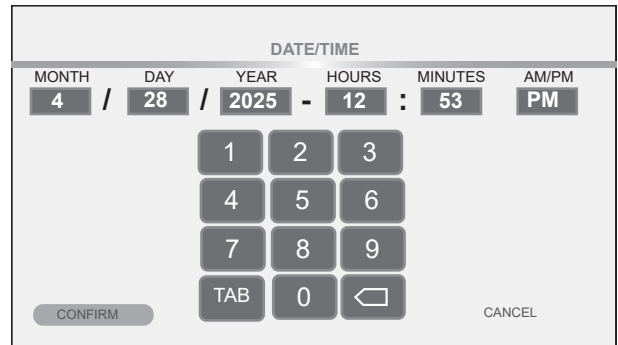 DATE/TIME
MONTH DAY YEAR HOURS MINUTES AM/PM
4 / 28 / 2025 - 12 : 53 PM
1 2 3
4 5 6
7 8 9
TAB 0
CONFIRM CANCEL